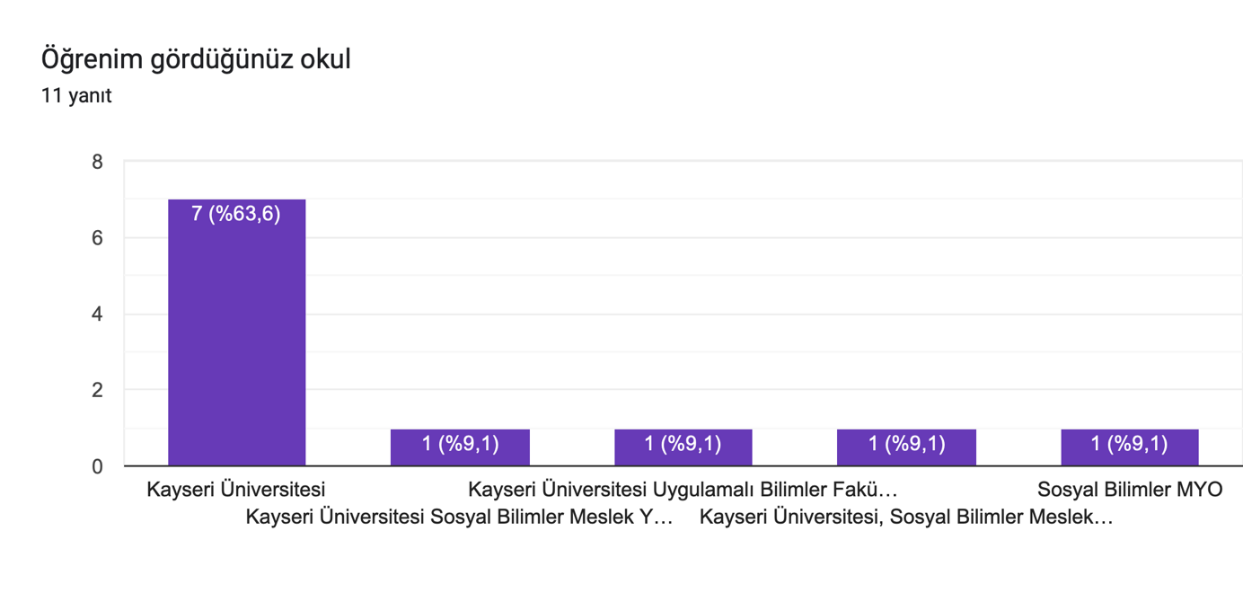 Öğrenim gördüğünüz okul
11 yanıt
8
6
4
2
0
7 (%63,6)
1 (%9,1)
1 (%9,1)
1 (%9,1)
1 (%9,1)
Kayseri Üniversitesi
Kayseri Üniversitesi Sosyal Bilimler Meslek Y…
Kayseri Üniversitesi Uygulamalı Bilimler Fakü…
Kayseri Üniversitesi, Sosyal Bilimler Meslek…
Sosyal Bilimler MYO